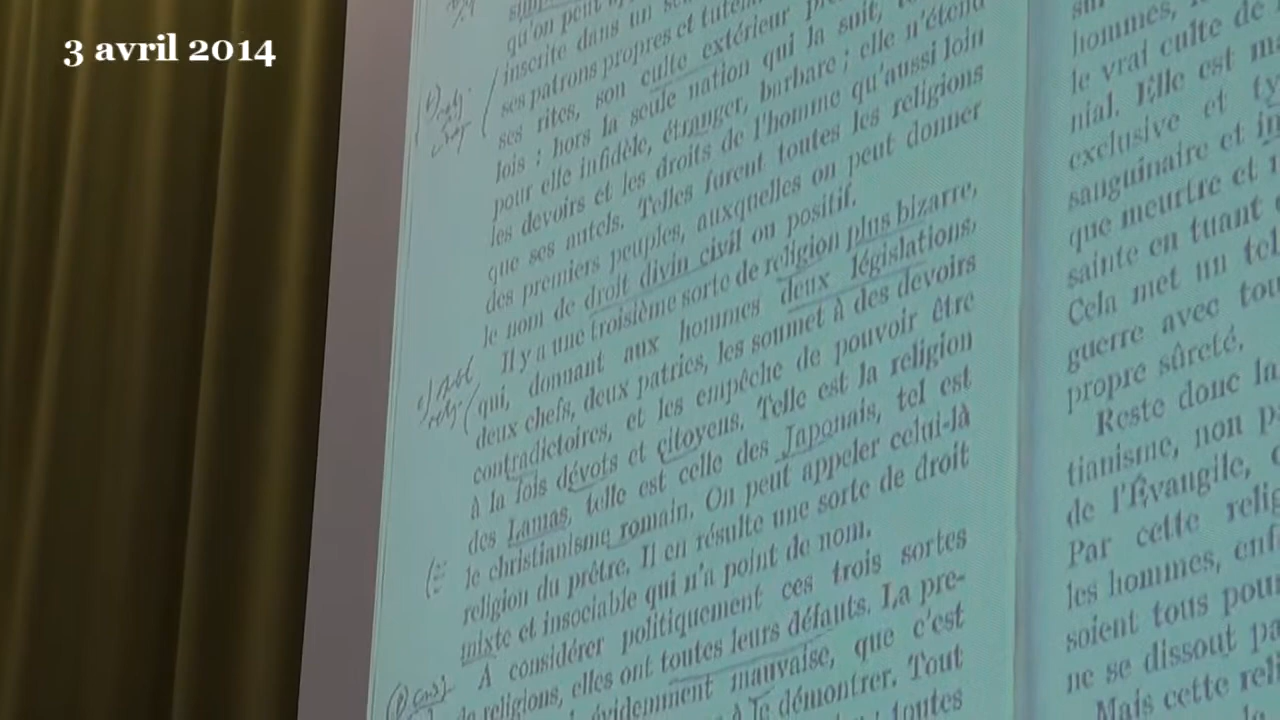 3 avril 2014
qu'on peut
inscrite dans un
ses patrons propres et
ses rites, son culte extérieur
lois : hors la seule nation qui la suit,
pour elle infidèle, étranger, barbare ; elle n'étend
les devoirs et les droits de l'homme qu'aussi loin
que ses autels. Telles furent toutes les religions
des premiers peuples, auxquelles on peut donner
le nom de droit divin civil ou positif.
Il y a une troisième sorte de religion plus bizarre,
qui, donnant aux hommes deux législations,
deux chefs, deux patries, les soumet à des devoirs
contradictoires, et les empêche de pouvoir être
à la fois dévots et citoyens. Telle est la religion
des Lamas, telle est celle des Japonais, tel est
le christianisme romain. On peut appeler celui-là
religion du prêtre. Il en résulte une sorte de droit
mixte et insociable qui n'a point de nom.
À considérer politiquement ces trois sortes
de religions, elles ont toutes leurs défauts. La pre-
évidemment mauvaise, que c'est
à le démontrer. Tout
toutes
hommes,
le vrai culte de
nial. Elle est
exclusive et
sanguinaire et
que meurtre et
sainte en tuant
Cela met un
guerre avec
propre sûreté.
Reste donc la
tianisme, non
de l'Évangile,
Par cette
les hommes,
soient tous
ne se dissout
Mais cette